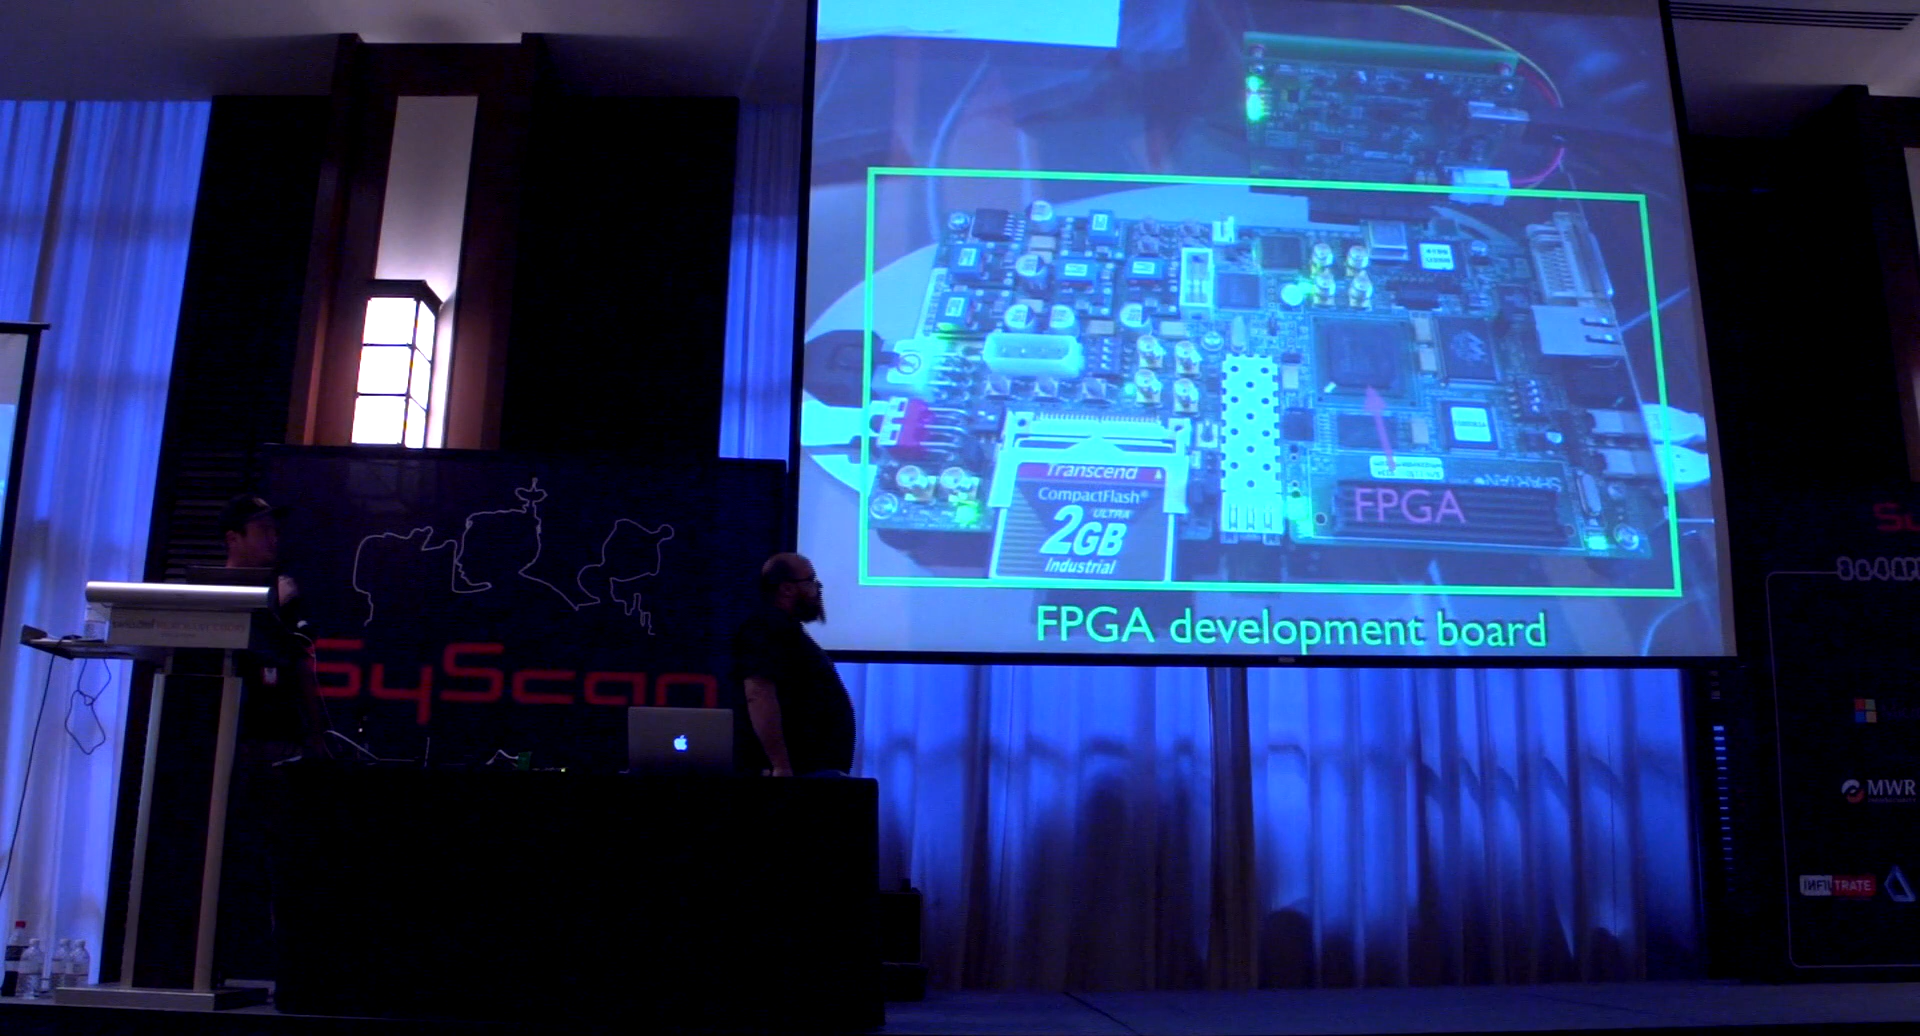 Transcend
CompactFlash®
ULTRA
2GB
Industrial
FPGA
FPGA development board
SyScan
MWR
INFILTRATE